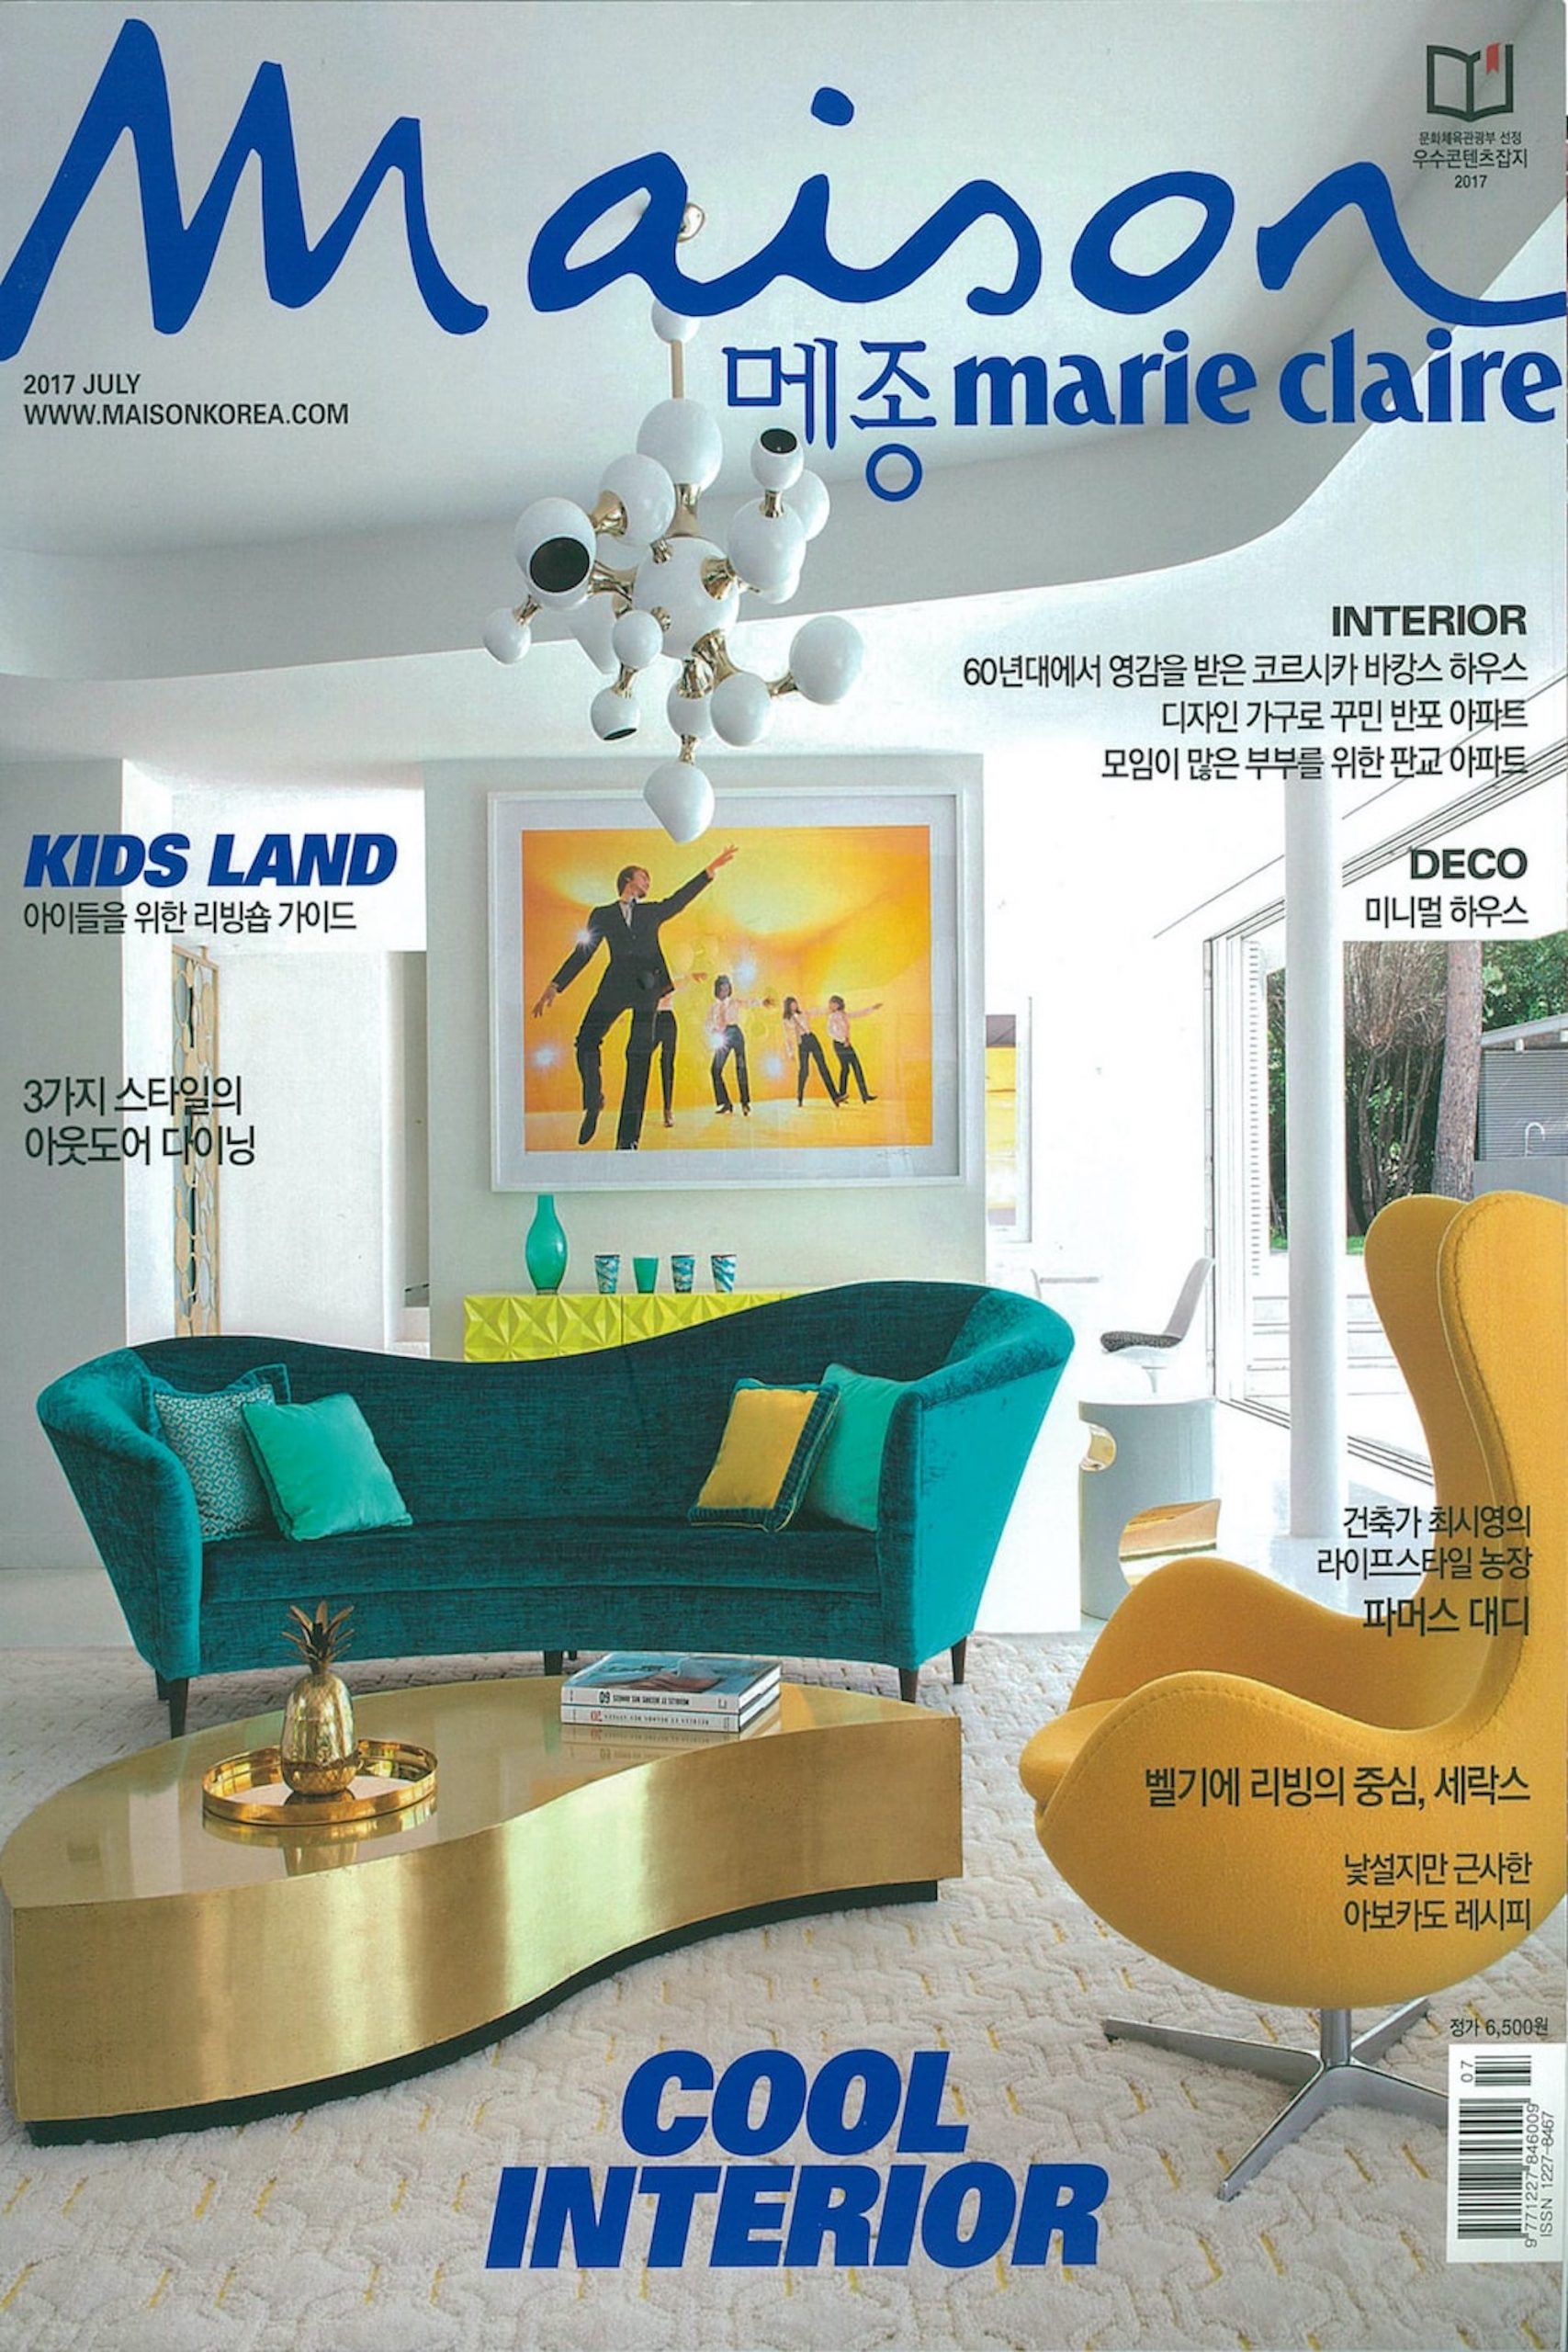 Maison
메종 marie claire
2017 JULY
WWW.MAISONKOREA.COM
문화체육관광부 선정
우수콘텐츠잡지
2017
INTERIOR
60년대에서 영감을 받은 코르시카 바캉스 하우스
디자인 가구로 꾸민 반포 아파트
모임이 많은 부부를 위한 판교 아파트
KIDS LAND
아이들을 위한 리빙숍 가이드
DECO
미니멀 하우스
3가지 스타일의
아웃도어 다이닝
건축가 최시영의
라이프스타일 농장
파머스 대디
벨기에 리빙의 중심, 세락스
낯설지만 근사한
아보카도 레시피
정가 6,500원
COOL
INTERIOR
07
9 771227 846009
ISSN 1227-8467